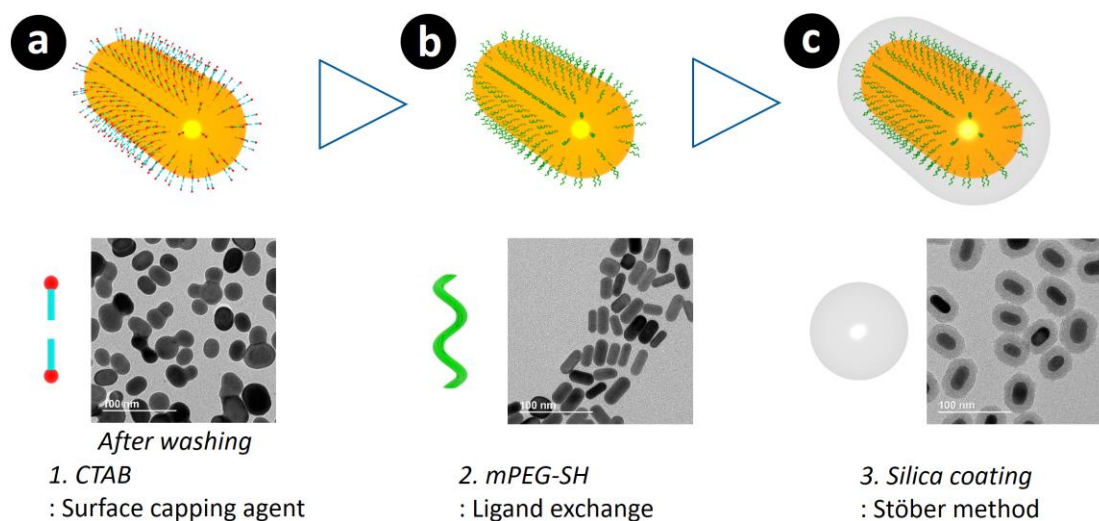 a
b
c
100 nm
100 nm
100 nm
After washing
1. CTAB
: Surface capping agent
2. mPEG-SH
: Ligand exchange
3. Silica coating
: Stöber method